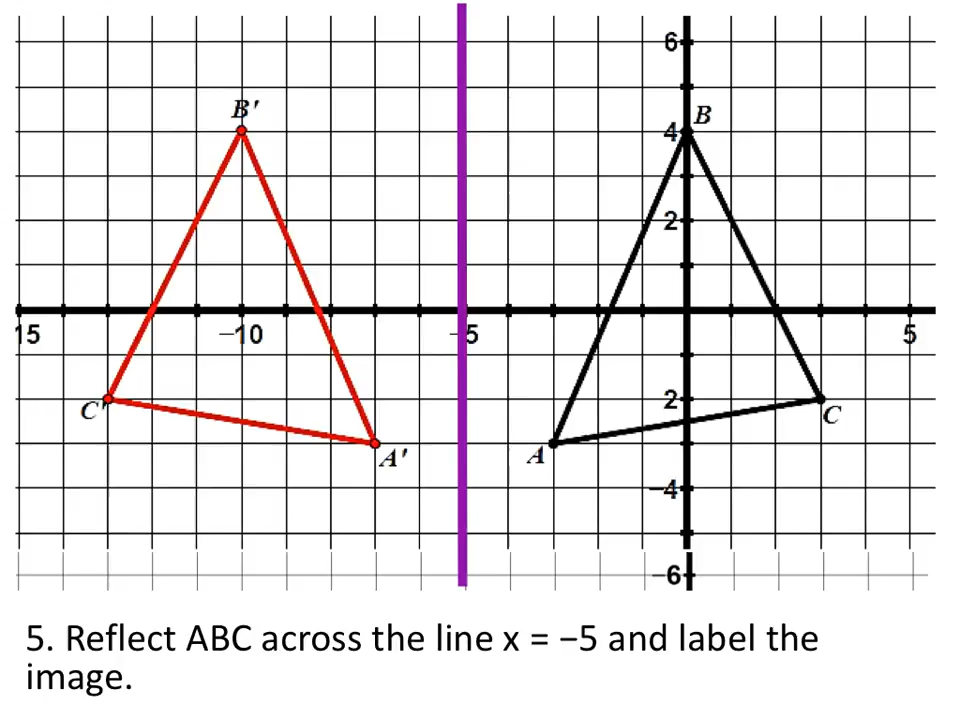 6
B'
B
4
2
15 −10 −5 5
C' 2 C
A' A
−4
−6
5. Reflect ABC across the line x = −5 and label the
image.